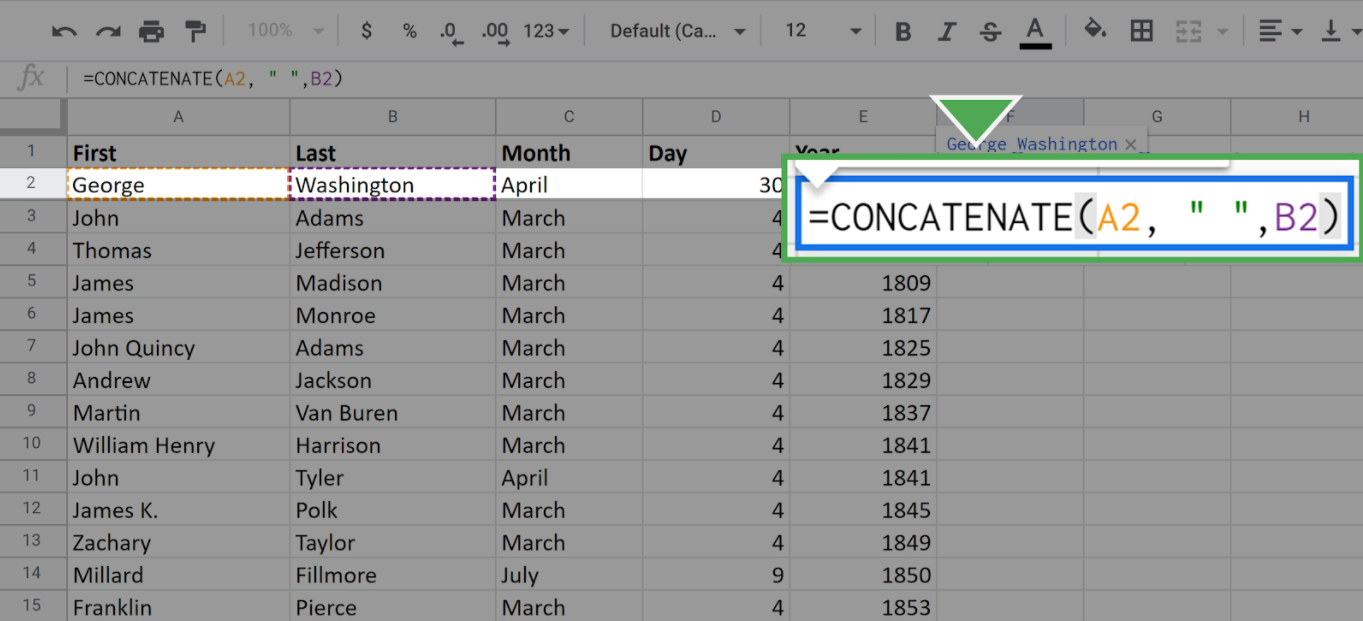 100% $ % .0 .00 123 Default (Ca... 12 B I S A
fx =CONCATENATE(A2, " ",B2)
A B C D E F G H
George Washington ×
1 First Last Month Day Year
2 George Washington April 30
=CONCATENATE(A2, " ",B2)
3 John Adams March 4
4 Thomas Jefferson March 4
5 James Madison March 4 1809
6 James Monroe March 4 1817
7 John Quincy Adams March 4 1825
8 Andrew Jackson March 4 1829
9 Martin Van Buren March 4 1837
10 William Henry Harrison March 4 1841
11 John Tyler April 4 1841
12 James K. Polk March 4 1845
13 Zachary Taylor March 4 1849
14 Millard Fillmore July 9 1850
15 Franklin Pierce March 4 1853